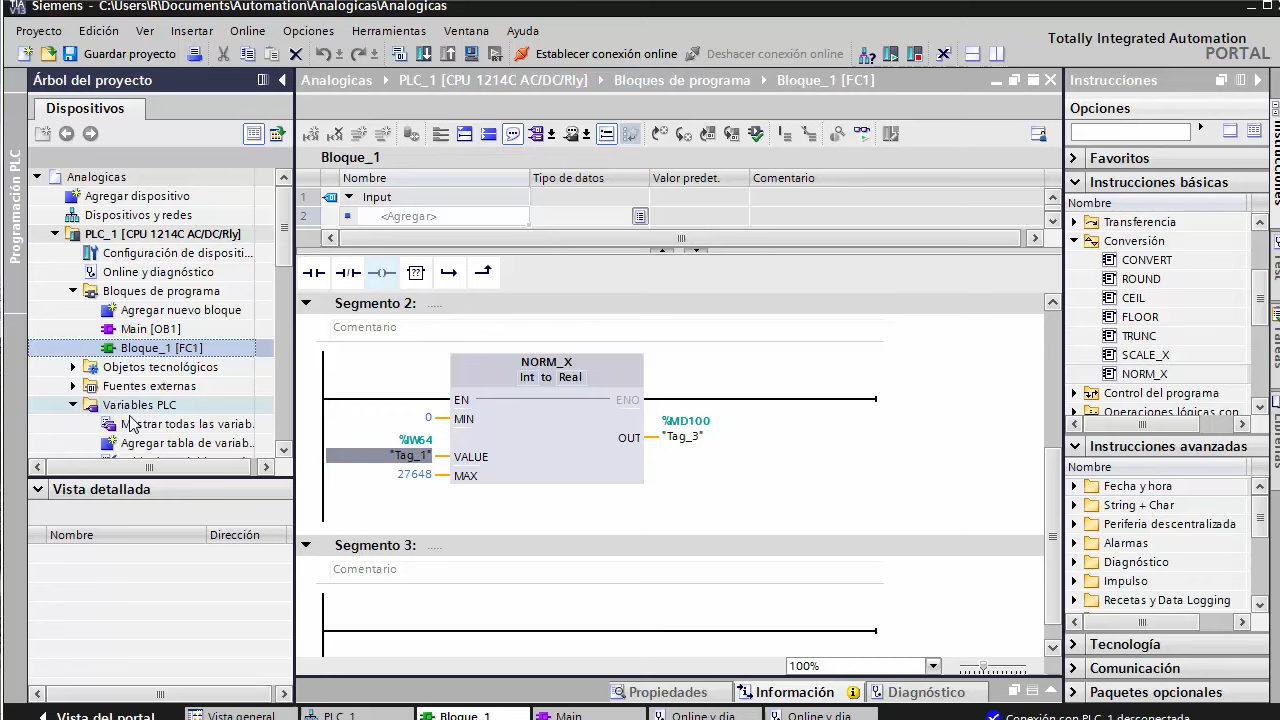 Siemens - C:\Users\R\Documents\Automation\Analogicas\Analogicas
Proyecto Edición Ver Insertar Online Opciones Herramientas Ventana Ayuda
Totally Integrated Automation
PORTAL
Guardar proyecto
Establecer conexión online
Deshacer conexión online
Árbol del proyecto
Analogicas PLC_1 [CPU 1214C AC/DC/Rly] Bloques de programa Bloque_1 [FC1]
Instrucciones
Dispositivos
Opciones
Programación PLC
Analogicas
Agregar dispositivo
Dispositivos y redes
PLC_1 [CPU 1214C AC/DC/Rly]
Configuración de dispositi...
Online y diagnóstico
Bloques de programa
Agregar nuevo bloque
Main [OB1]
Bloque_1 [FC1]
Objetos tecnológicos
Fuentes externas
Variables PLC
Mostrar todas las variab.
Agregar tabla de variab..
Vista detallada
Nombre Dirección
Bloque_1
Nombre Tipo de datos Valor predet. Comentario
1 Input
2 <Agregar>
??
Segmento 2: .....
Comentario
NORM_X
Int to Real
EN ENO
0 MIN
%IW64
"Tag_1" VALUE
27648 MAX
OUT
%MD100
"Tag_3"
Segmento 3: .....
Comentario
100%
Propiedades Información Diagnóstico
Favoritos
Instrucciones básicas
Nombre
Transferencia
Conversión
CONVERT
ROUND
CEIL
FLOOR
TRUNC
SCALE_X
NORM_X
Control del programa
Operaciones lógicas con
Instrucciones avanzadas
Nombre
Fecha y hora
String + Char
Periferia descentralizada
Alarmas
Diagnóstico
Impulso
Recetas y Data Logging
Tecnología
Comunicación
Paquetes opcionales
Vista del portal Vista general PLC_1 Bloque_1 Main Online y dia Online y dia Conexión con PLC_1 desconectada